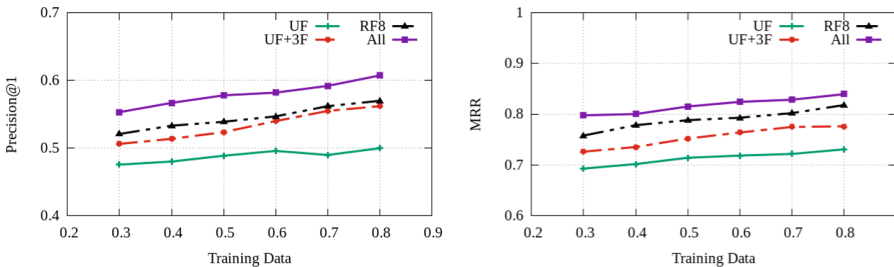 0.7
0.6
0.5
0.4
Precision@1
UF
UF+3F
RF8
All
0.2 0.3 0.4 0.5 0.6 0.7 0.8 0.9
Training Data
1
0.9
0.8
0.7
0.6
MRR
UF
UF+3F
RF8
All
0.2 0.3 0.4 0.5 0.6 0.7 0.8
Training Data